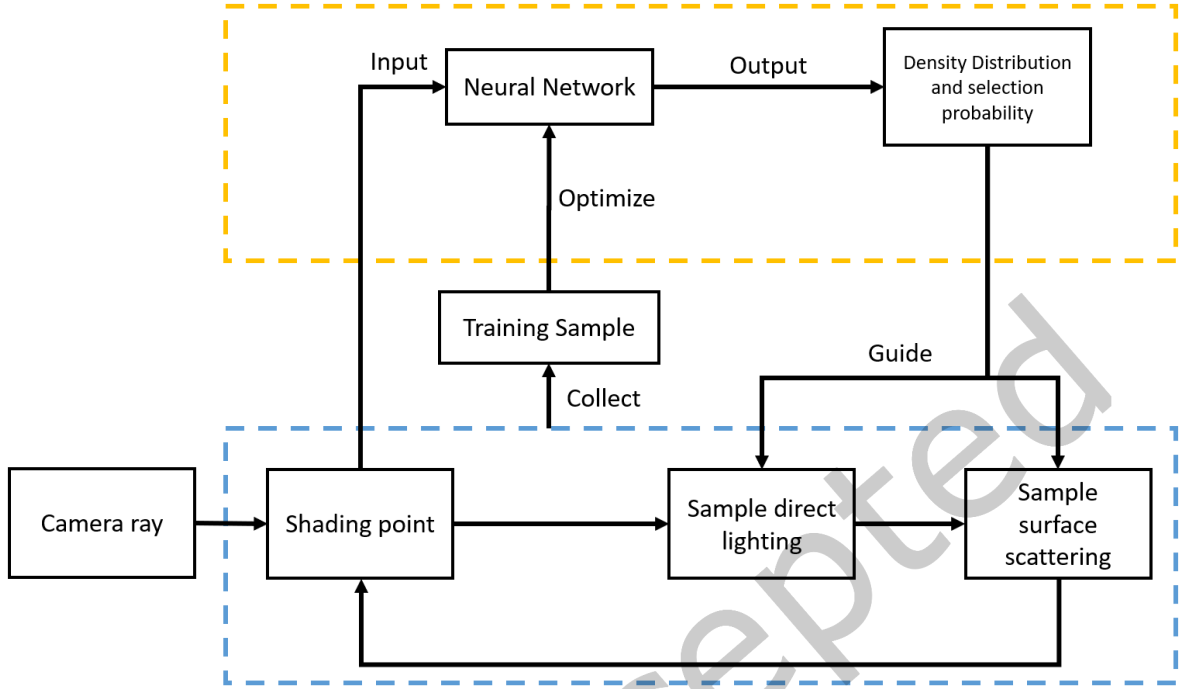 Input
Neural Network
Output
Density Distribution
and selection
probability
Optimize
Training Sample
Guide
Collect
Camera ray
Shading point
Sample direct
lighting
Sample
surface
scattering
epted